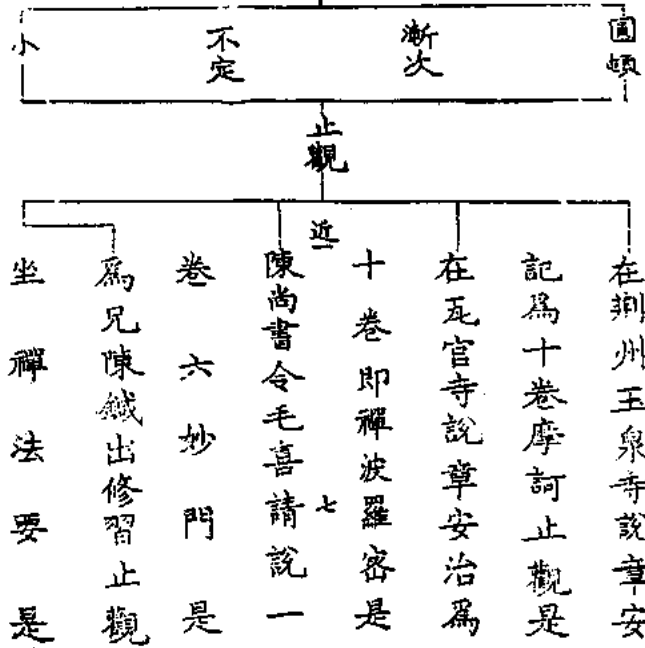 圓頓
漸次
不定
小
止觀
在荆州玉泉寺說章安
記爲十卷摩訶止觀是
在瓦官寺說章安治爲
十卷即禪波羅密是
近一
陳尚書令毛喜請說一
七
卷六妙門是
爲兄陳鍼出修習止觀
坐禪法要是